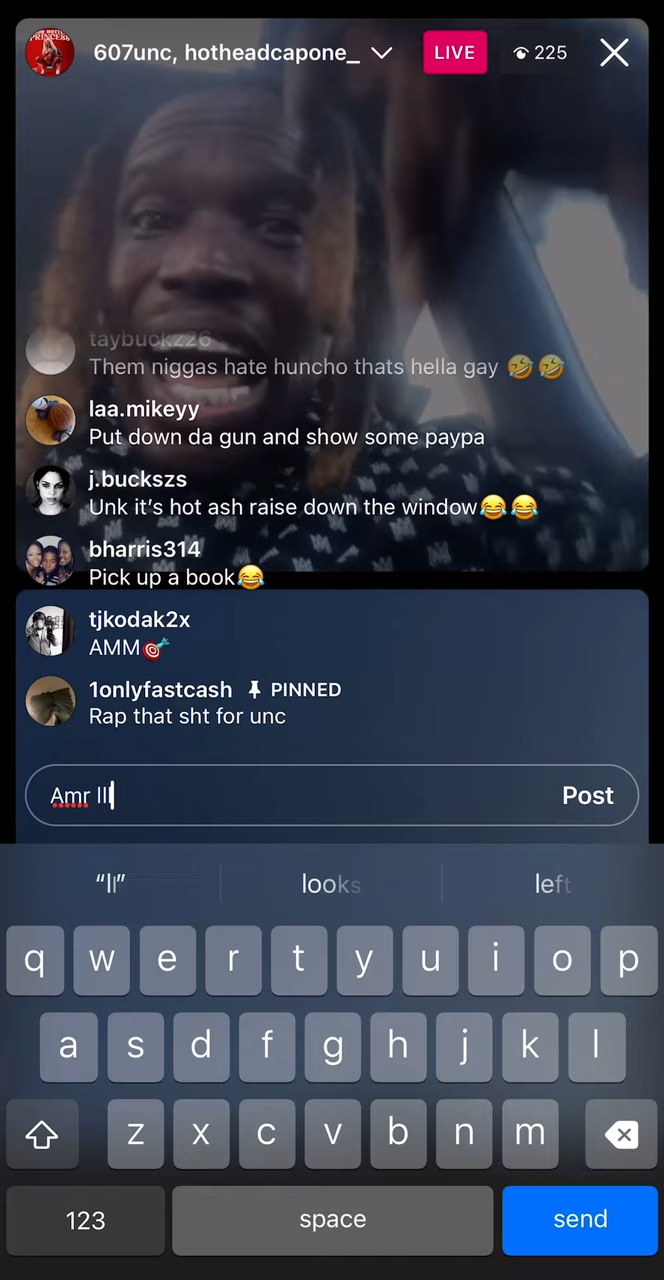 607unc, hotheadcapone_
LIVE
225
taybuckz26
Them niggas hate huncho thats hella gay 🤣🤣
laa.mikeyy
Put down da gun and show some paypa
j.buckszs
Unk it’s hot ash raise down the window😂😂
bharris314
Pick up a book😂
tjkodak2x
AMM🎯
1onlyfastcash PINNED
Rap that sht for unc
Amr lll
Post
“ll” looks left
q w e r t y u i o p
a s d f g h j k l
z x c v b n m
123 space send